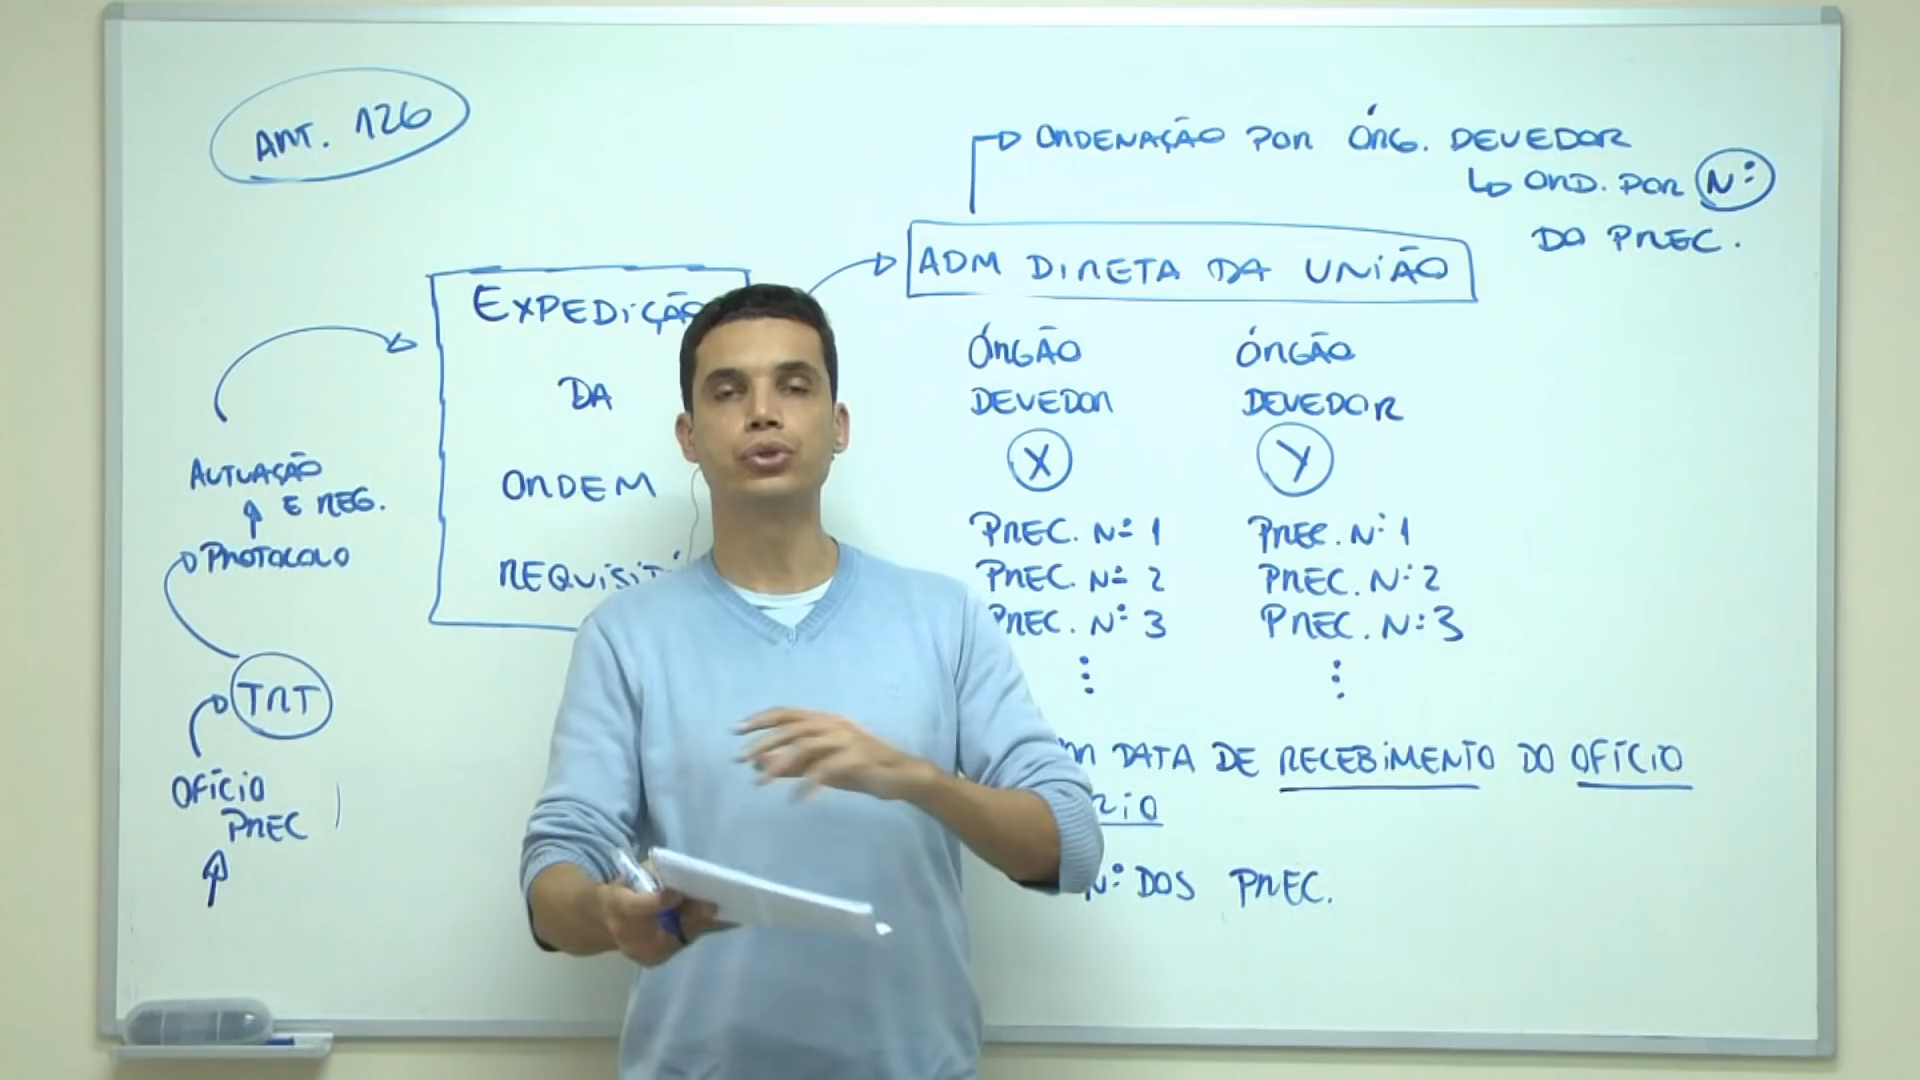 ART. 126
ORDENAÇÃO POR ÓRG. DEVEDOR
ORD. POR Nº
DO PREC.
ADM DIRETA DA UNIÃO
EXPEDIÇÃO
DA
ORDEM
ÓRGÃO
DEVEDOR
X
PREC. Nº 1
PREC. Nº 2
PREC. Nº 3
ÓRGÃO
DEVEDOR
Y
PREC. Nº 1
PREC. Nº 2
PREC. Nº 3
AUTUAÇÃO
E REG.
PROTOCOLO
TRT
OFÍCIO
PREC
DATA DE RECEBIMENTO DO OFÍCIO
Nº DOS PREC.